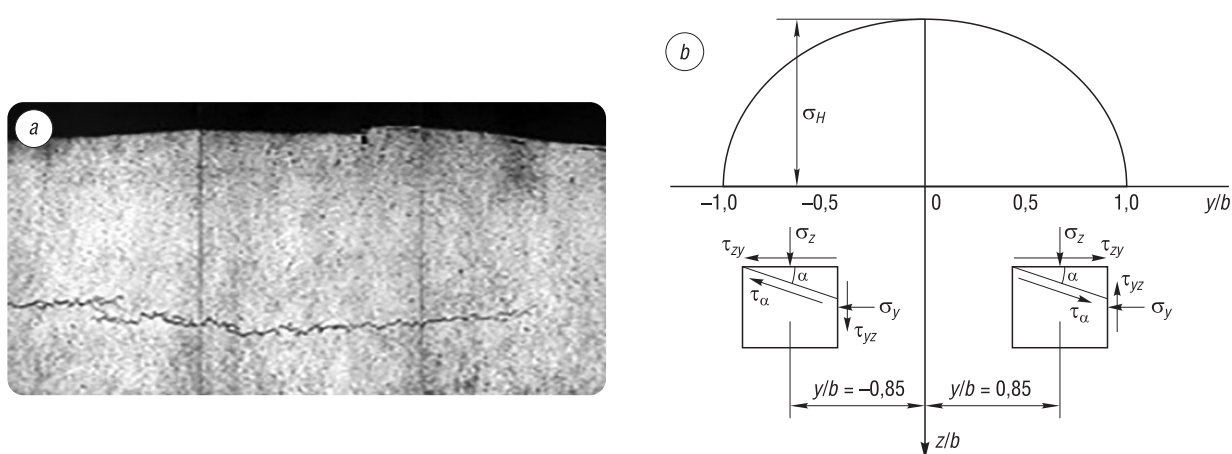 a
b
σH
–1,0
–0,5
0
0,5
1,0
y/b
τzy
σz
σz
τzy
α
α
τα
τα
σy
τyz
τyz
σy
y/b = –0,85
y/b = 0,85
z/b